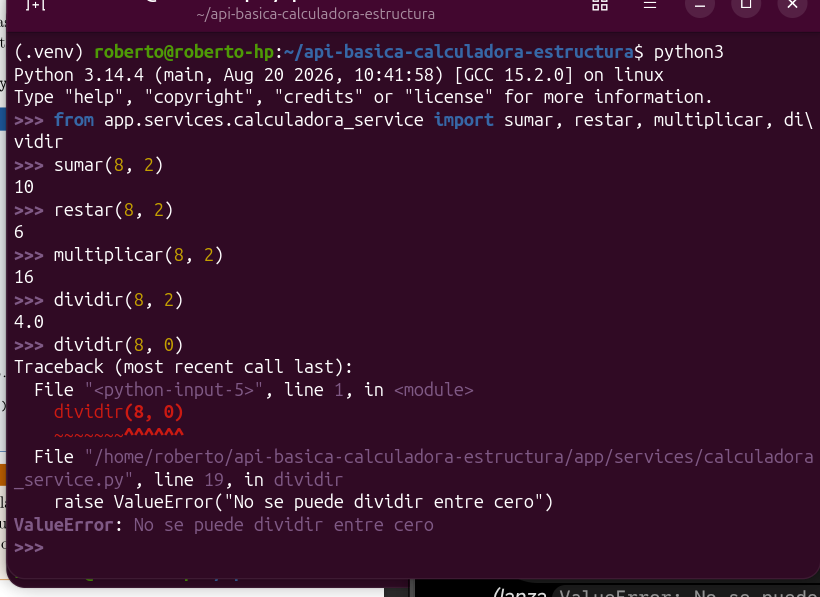 ]+[
~/api-basica-calculadora-estructura
(.venv) roberto@roberto-hp:~/api-basica-calculadora-estructura$ python3
Python 3.14.4 (main, Aug 20 2026, 10:41:58) [GCC 15.2.0] on linux
Type "help", "copyright", "credits" or "license" for more information.
>>> from app.services.calculadora_service import sumar, restar, multiplicar, di\
vidir
>>> sumar(8, 2)
10
>>> restar(8, 2)
6
>>> multiplicar(8, 2)
16
>>> dividir(8, 2)
4.0
>>> dividir(8, 0)
Traceback (most recent call last):
  File "<python-input-5>", line 1, in <module>
    dividir(8, 0)
    ~~~~~~~^^^^^^
  File "/home/roberto/api-basica-calculadora-estructura/app/services/calculadora
_service.py", line 19, in dividir
    raise ValueError("No se puede dividir entre cero")
ValueError: No se puede dividir entre cero
>>>
(lanza ValueError: No se puede